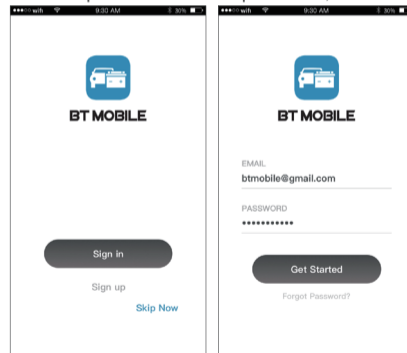 wifi 9:30 AM 30%
BT MOBILE
Sign in
Sign up
Skip Now
wifi 9:30 AM 30%
BT MOBILE
EMAIL
btmobile@gmail.com
PASSWORD
•••••••••••
Get Started
Forgot Password?